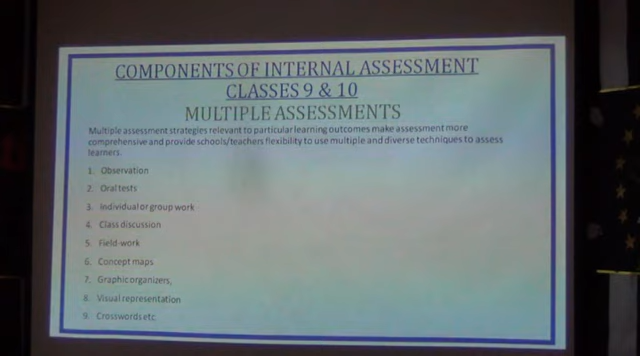 COMPONENTS OF INTERNAL ASSESSMENT
CLASSES 9 & 10
MULTIPLE ASSESSMENTS
Multiple assessment strategies relevant to particular learning outcomes make assessment more
comprehensive and provide schools/teachers flexibility to use multiple and diverse techniques to assess
learners.
1. Observation
2. Oral tests
3. Individual or group work
4. Class discussion
5. Field-work
6. Concept maps
7. Graphic organizers,
8. Visual representation
9. Crosswords etc.